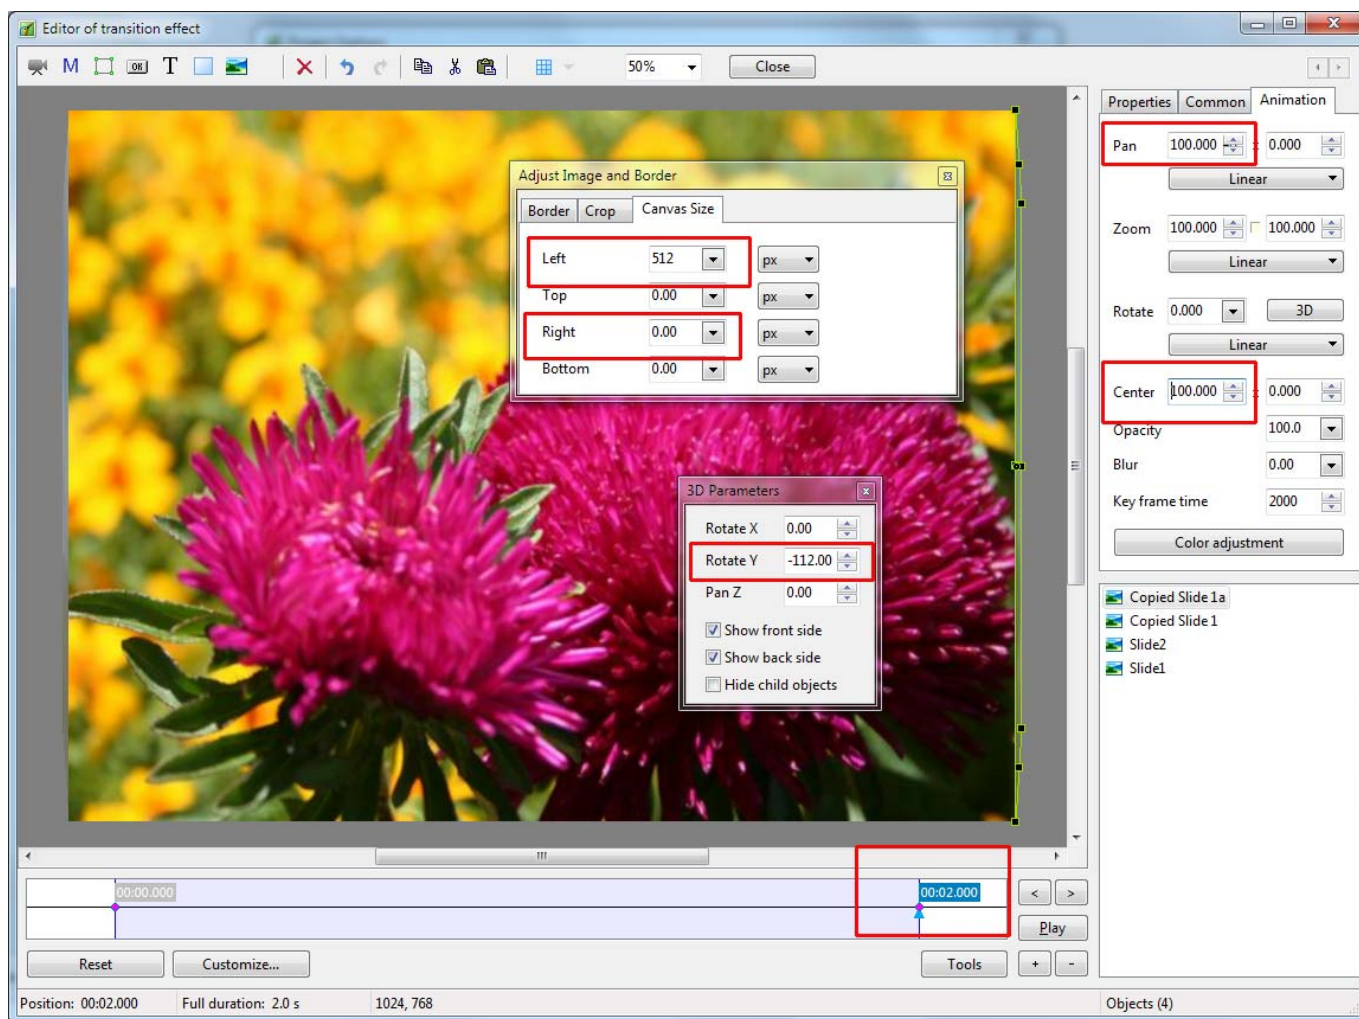 Editor of transition effect
M OK T 50% Close
Properties Common Animation
Pan 100.000 x 0.000
Linear
Zoom 100.000 100.000
Linear
Rotate 0.000 3D
Linear
Center 100.000 x 0.000
Opacity 100.0
Blur 0.00
Key frame time 2000
Color adjustment
Adjust Image and Border
Border Crop Canvas Size
Left 512 px
Top 0.00 px
Right 0.00 px
Bottom 0.00 px
3D Parameters
Rotate X 0.00
Rotate Y -112.00
Pan Z 0.00
Show front side
Show back side
Hide child objects
Copied Slide 1a
Copied Slide 1
Slide2
Slide1
00:00.000 00:02.000
< >
Play
Reset Customize... Tools + -
Position: 00:02.000 Full duration: 2.0 s 1024, 768 Objects (4)